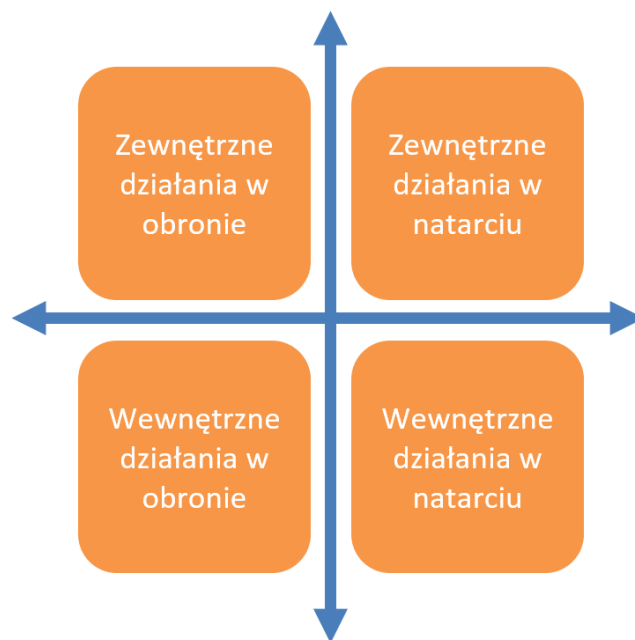 Zewnętrzne
działania w
obronie
Zewnętrzne
działania w
natarciu
Wewnętrzne
działania w
obronie
Wewnętrzne
działania w
natarciu